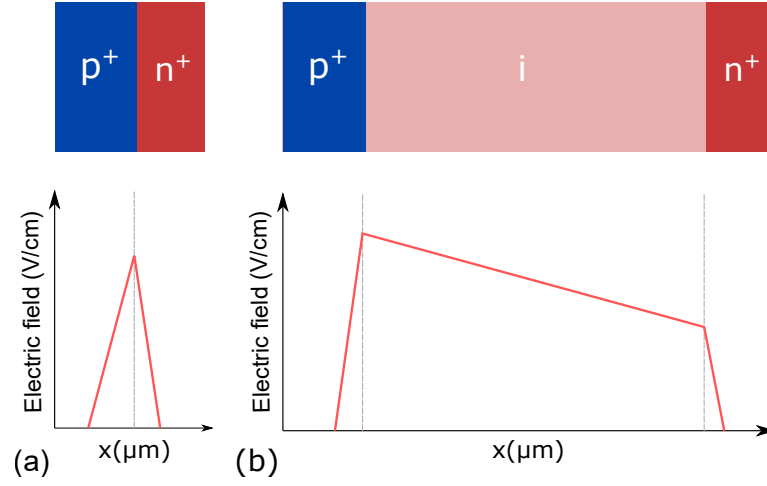 p+
n+
p+
i
n+
Electric field (V/cm)
x(μm)
(a)
Electric field (V/cm)
x(μm)
(b)